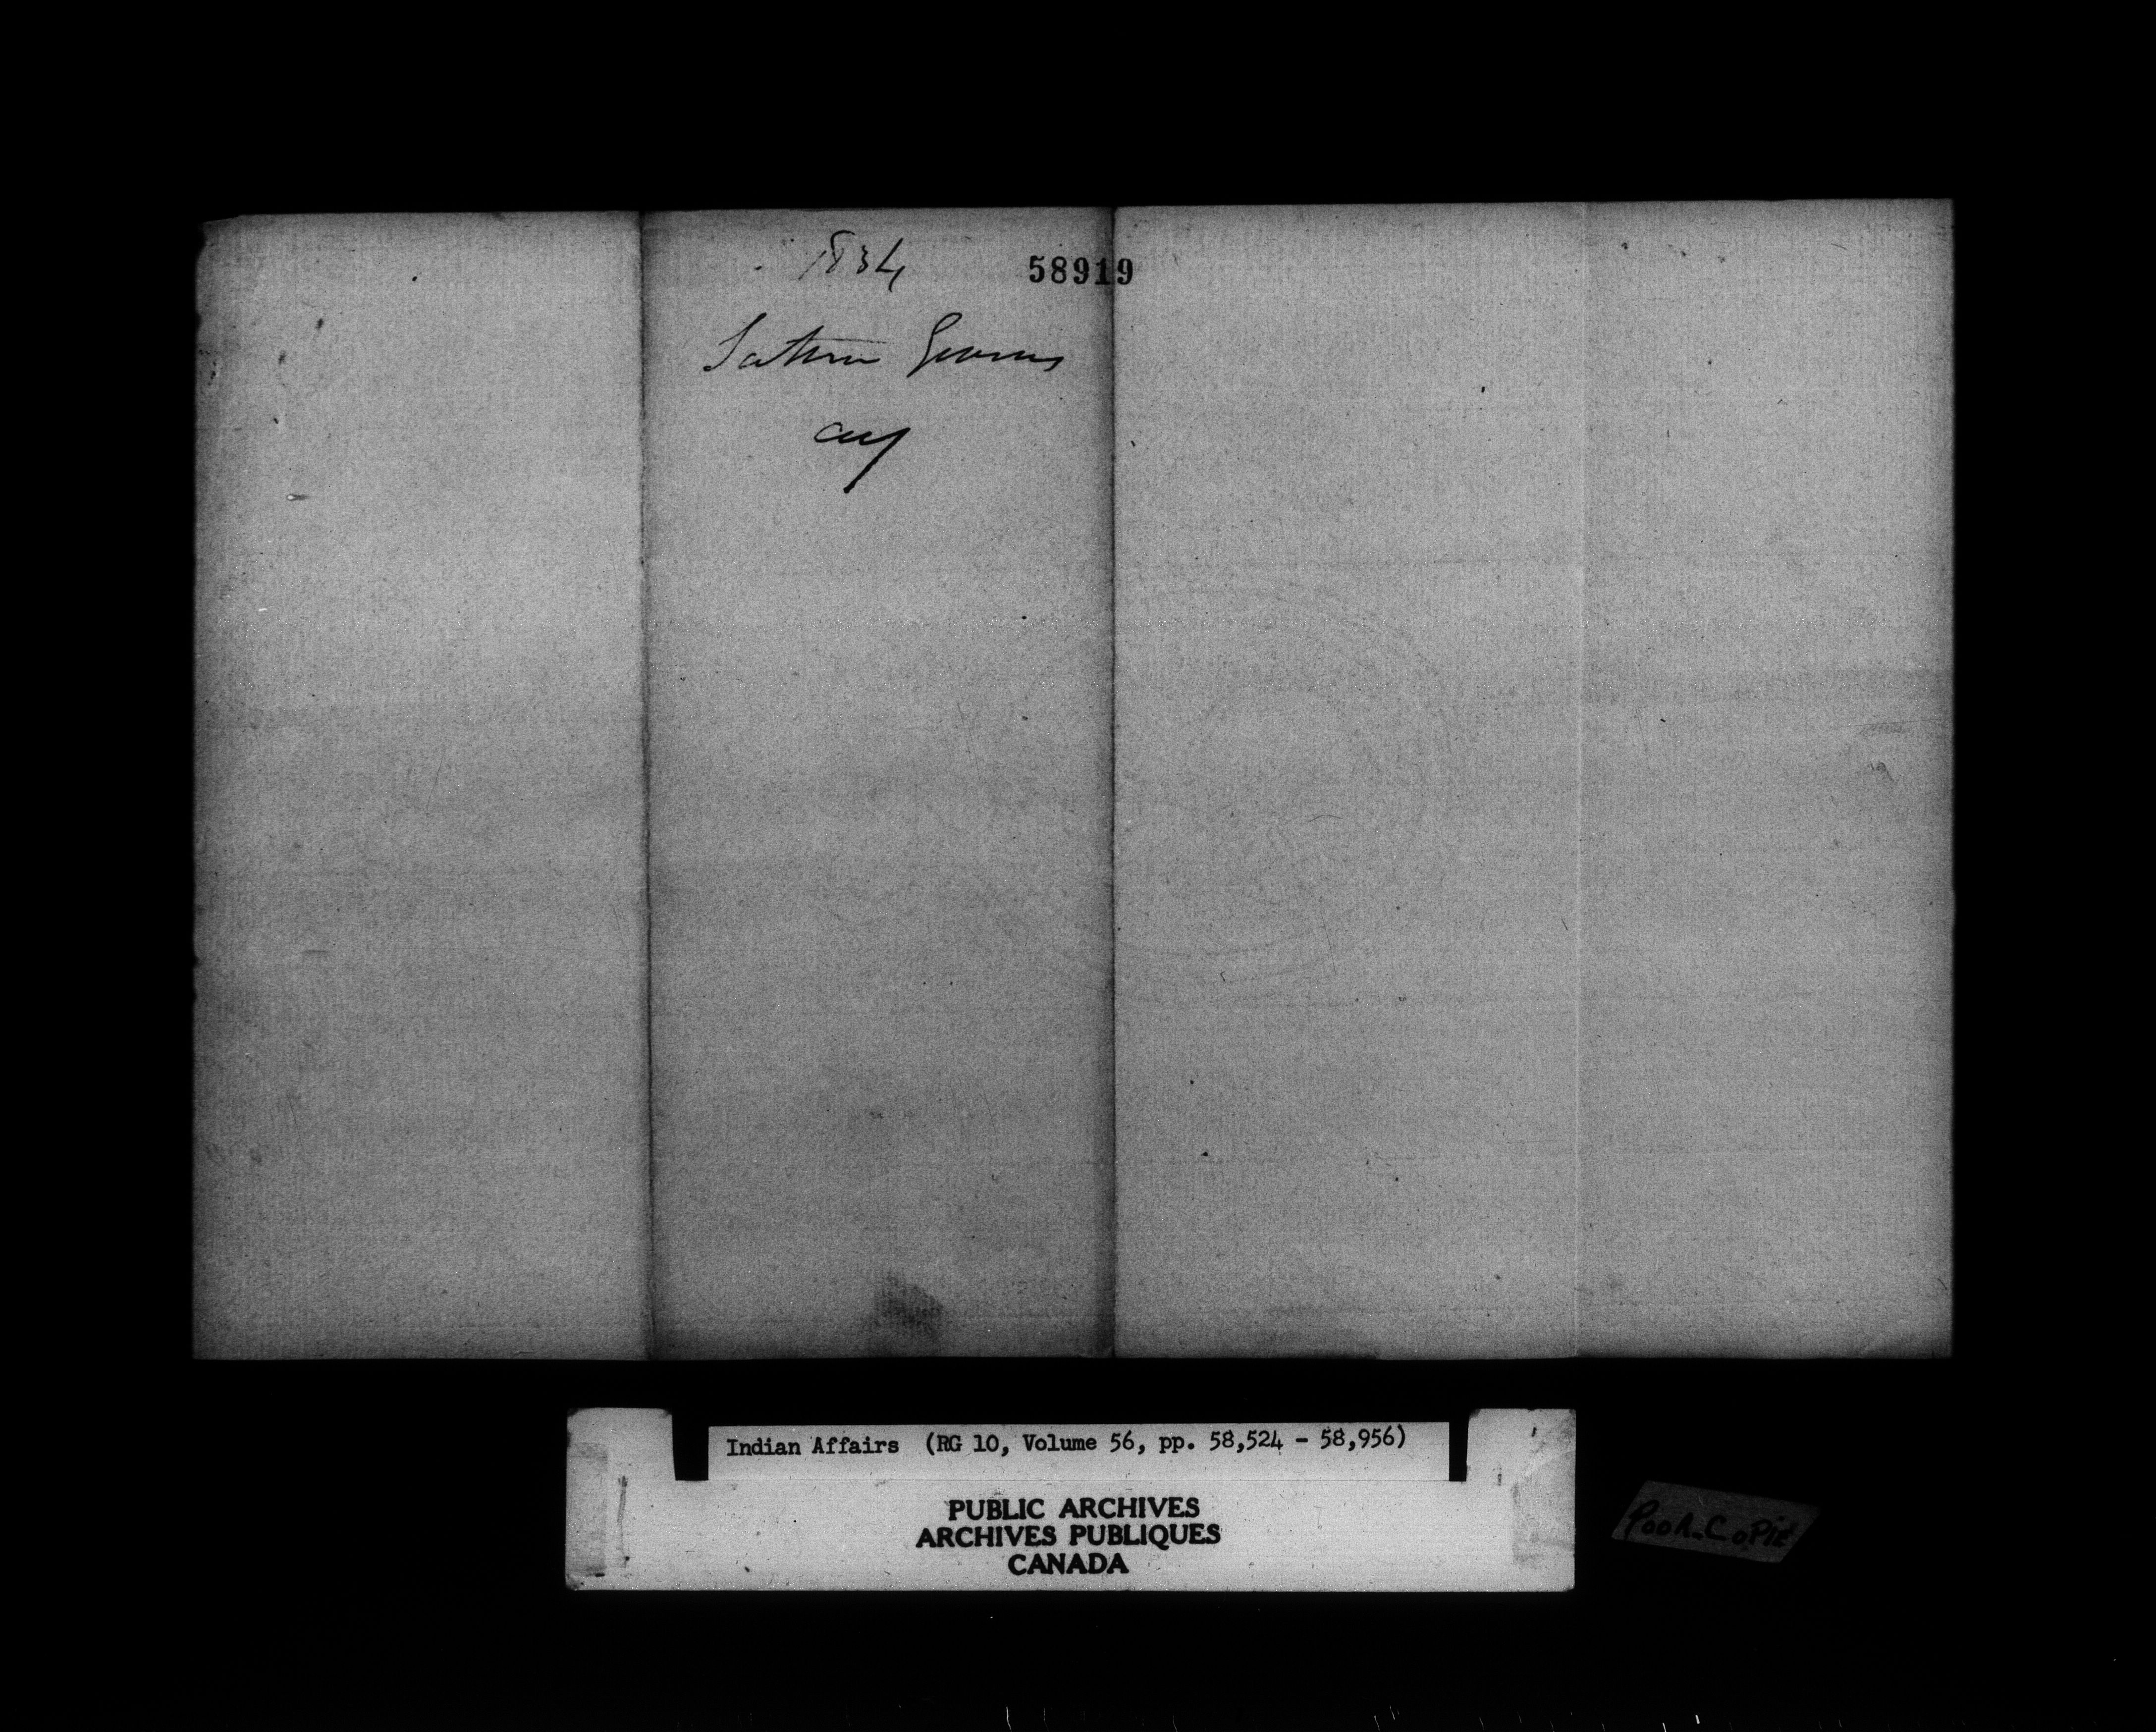 1834
58919
Indian Affairs (RG 10, Volume 56, pp. 58,524 - 58,956)
PUBLIC ARCHIVES
ARCHIVES PUBLIQUES
CANADA
Poor-Copie